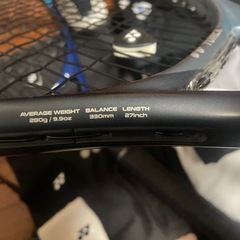 AVERAGE WEIGHT BALANCE LENGTH
280g / 9.9oz 330mm 27inch